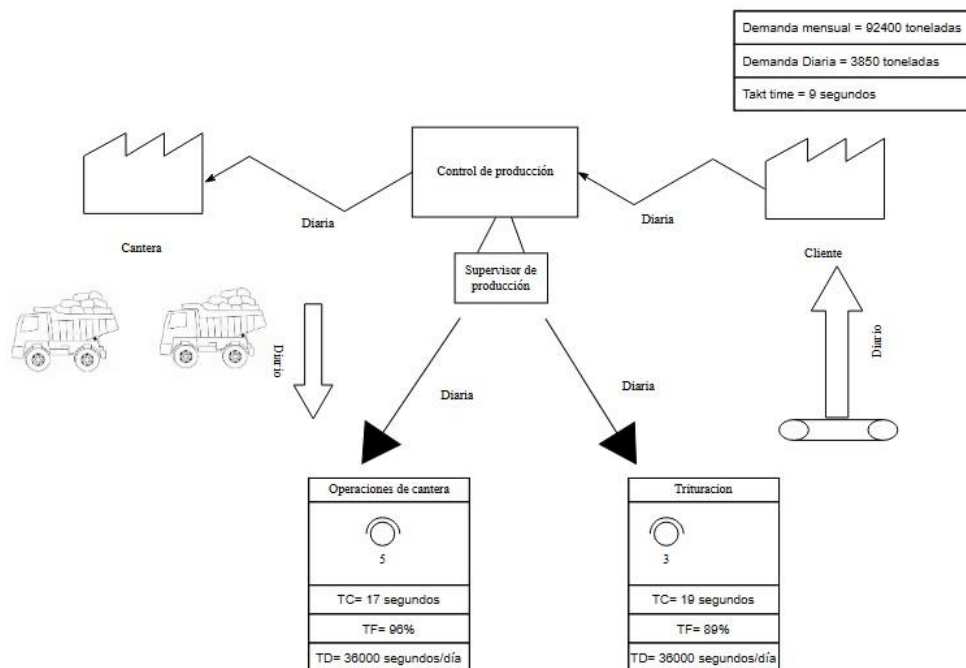 Demanda mensual = 92400 toneladas
Demanda Diaria = 3850 toneladas
Takt time = 9 segundos
Control de producción
Diaria
Diaria
Cantera
Cliente
Supervisor de
producción
Diario
Diario
Diaria
Diaria
Operaciones de cantera
5
TC= 17 segundos
TF= 96%
TD= 36000 segundos/día
Trituracion
3
TC= 19 segundos
TF= 89%
TD= 36000 segundos/día